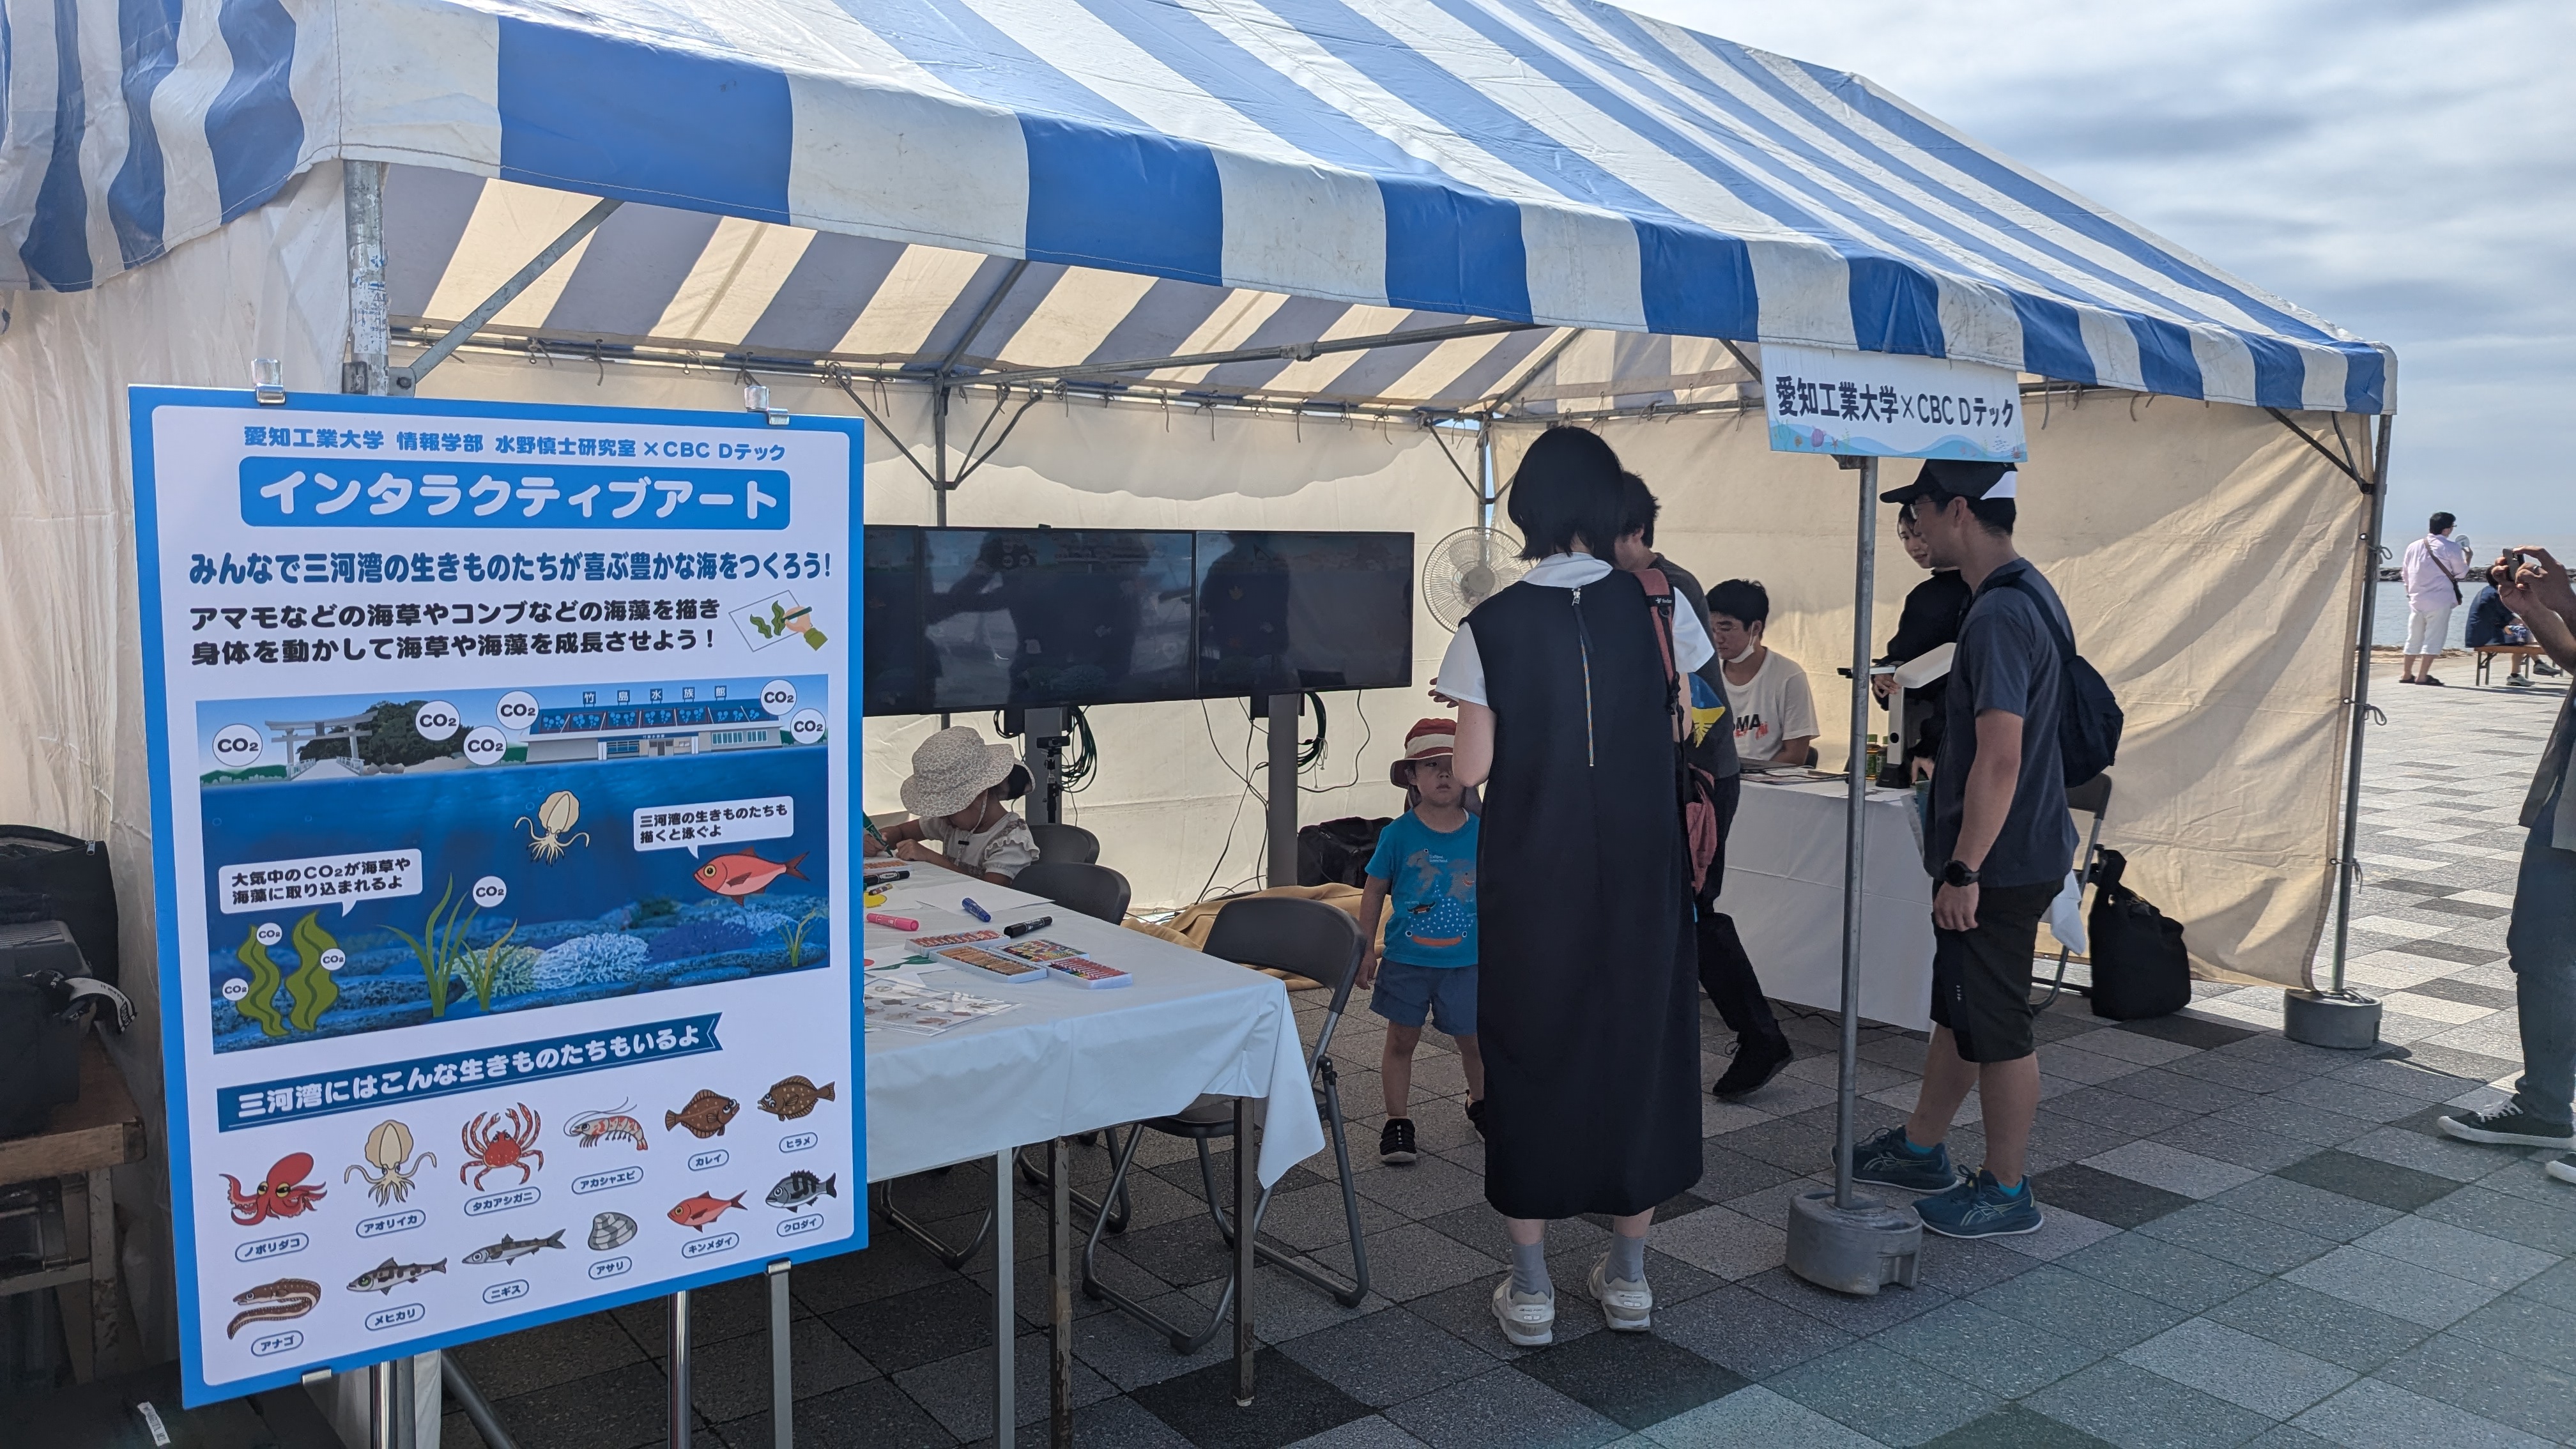 愛知工業大学 情報学部 水野慎士研究室×CBC Dテック
インタラクティブアート
みんなで三河湾の生きものたちが喜ぶ豊かな海をつくろう!
アマモなどの海草やコンブなどの海藻を描き
身体を動かして海草や海藻を成長させよう!
竹島水族館
CO₂
CO₂
CO₂
CO₂
CO₂
CO₂
三河湾の生きものたちも
描くと泳ぐよ
大気中のCO₂が海草や
海藻に取り込まれるよ
CO₂
CO₂
CO₂
CO₂
三河湾にはこんな生きものたちもいるよ
ノボリダコ
アオリイカ
タカアシガニ
アカシャエビ
カレイ
ヒラメ
アナゴ
メヒカリ
ニギス
アサリ
キンメダイ
クロダイ
愛知工業大学×CBC Dテック